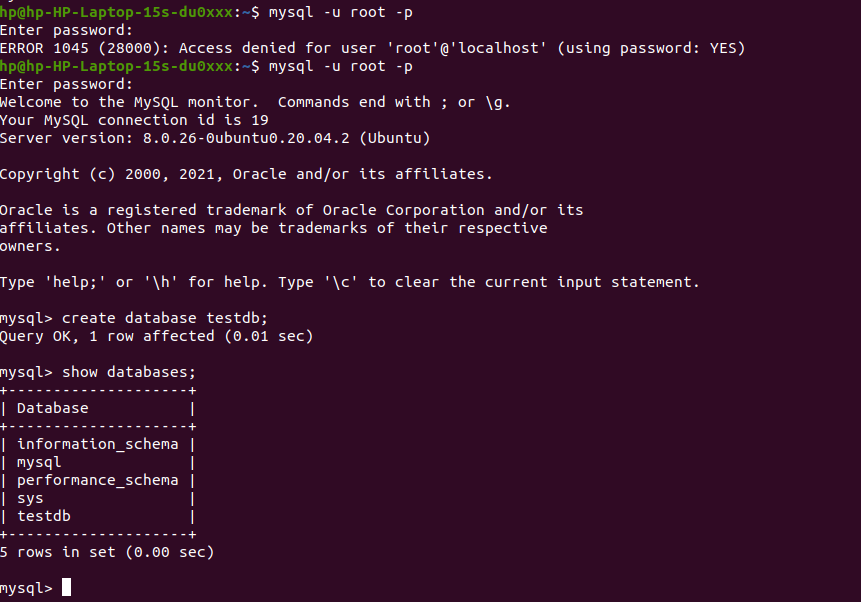 hp@hp-HP-Laptop-15s-du0xxx:~$ mysql -u root -p
Enter password:
ERROR 1045 (28000): Access denied for user 'root'@'localhost' (using password: YES)
hp@hp-HP-Laptop-15s-du0xxx:~$ mysql -u root -p
Enter password:
Welcome to the MySQL monitor.  Commands end with ; or \g.
Your MySQL connection id is 19
Server version: 8.0.26-0ubuntu0.20.04.2 (Ubuntu)

Copyright (c) 2000, 2021, Oracle and/or its affiliates.

Oracle is a registered trademark of Oracle Corporation and/or its
affiliates. Other names may be trademarks of their respective
owners.

Type 'help;' or '\h' for help. Type '\c' to clear the current input statement.

mysql> create database testdb;
Query OK, 1 row affected (0.01 sec)

mysql> show databases;
+--------------------+
| Database           |
+--------------------+
| information_schema |
| mysql              |
| performance_schema |
| sys                |
| testdb             |
+--------------------+
5 rows in set (0.00 sec)

mysql>